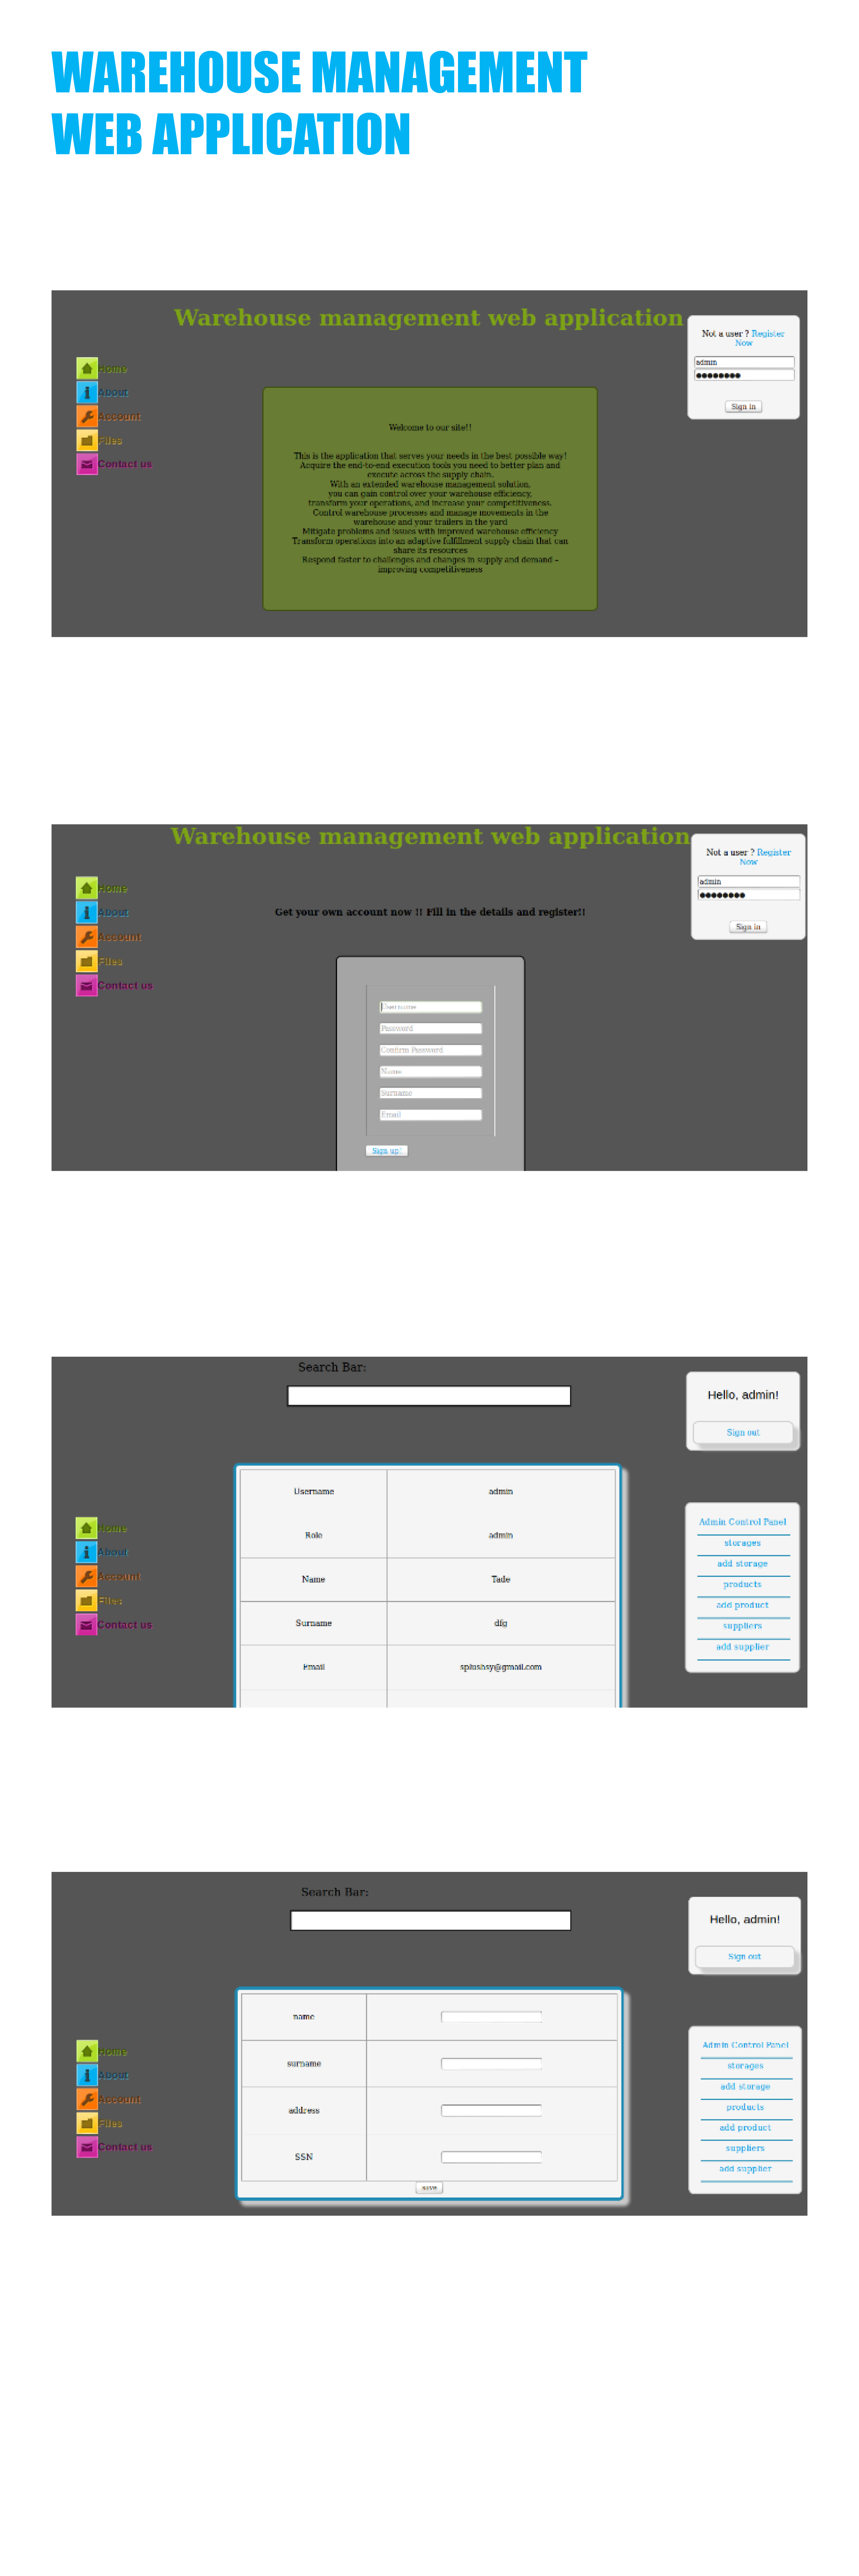 WAREHOUSE MANAGEMENT
WEB APPLICATION
Warehouse management web application
Not a user ? Register
Now
admin
Sign in
Home
About
Account
Files
Contact us
Welcome to our site!!
This is the application that serves your needs in the best possible way!
Acquire the end-to-end execution tools you need to better plan and
execute across the supply chain.
With an extended warehouse management solution,
you can gain control over your warehouse efficiency,
transform your operations, and increase your competitiveness.
Control warehouse processes and manage movements in the
warehouse and your trailers in the yard
Mitigate problems and issues with improved warehouse efficiency
Transform operations into an adaptive fulfillment supply chain that can
share its resources
Respond faster to challenges and changes in supply and demand –
improving competitiveness
Warehouse management web application
Not a user ? Register
Now
admin
Sign in
Home
About
Account
Files
Contact us
Get your own account now !! Fill in the details and register!!
Username
Password
Confirm Password
Name
Surname
Email
Sign up!
Search Bar:
Hello, admin!
Sign out
Home
About
Account
Files
Contact us
Username admin
Role admin
Name Tade
Surname dfg
Email splushsy@gmail.com
Admin Control Panel
storages
add storage
products
add product
suppliers
add supplier
Search Bar:
Hello, admin!
Sign out
Home
About
Account
Files
Contact us
name
surname
address
SSN
save
Admin Control Panel
storages
add storage
products
add product
suppliers
add supplier